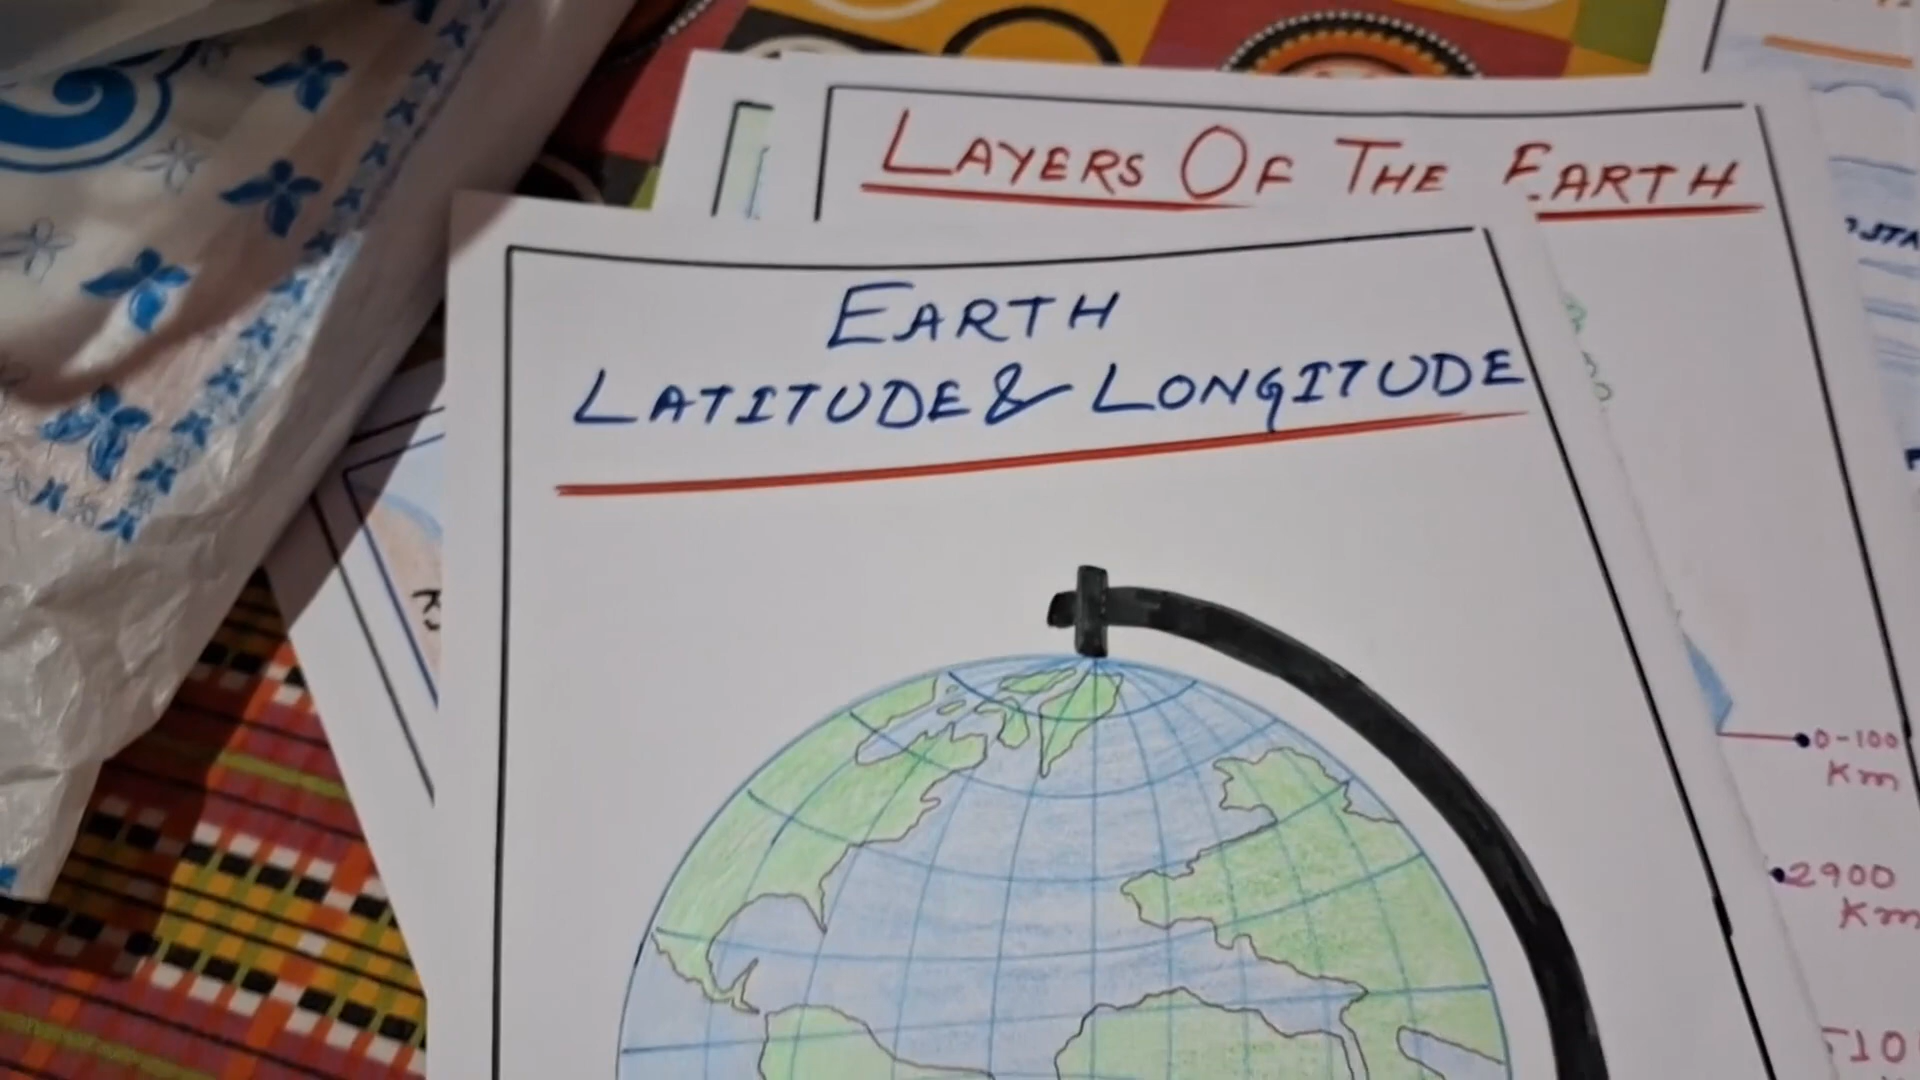 LAYERS OF THE EARTH
EARTH
LATITUDE & LONGITUDE
0-100
Km
2900
Km